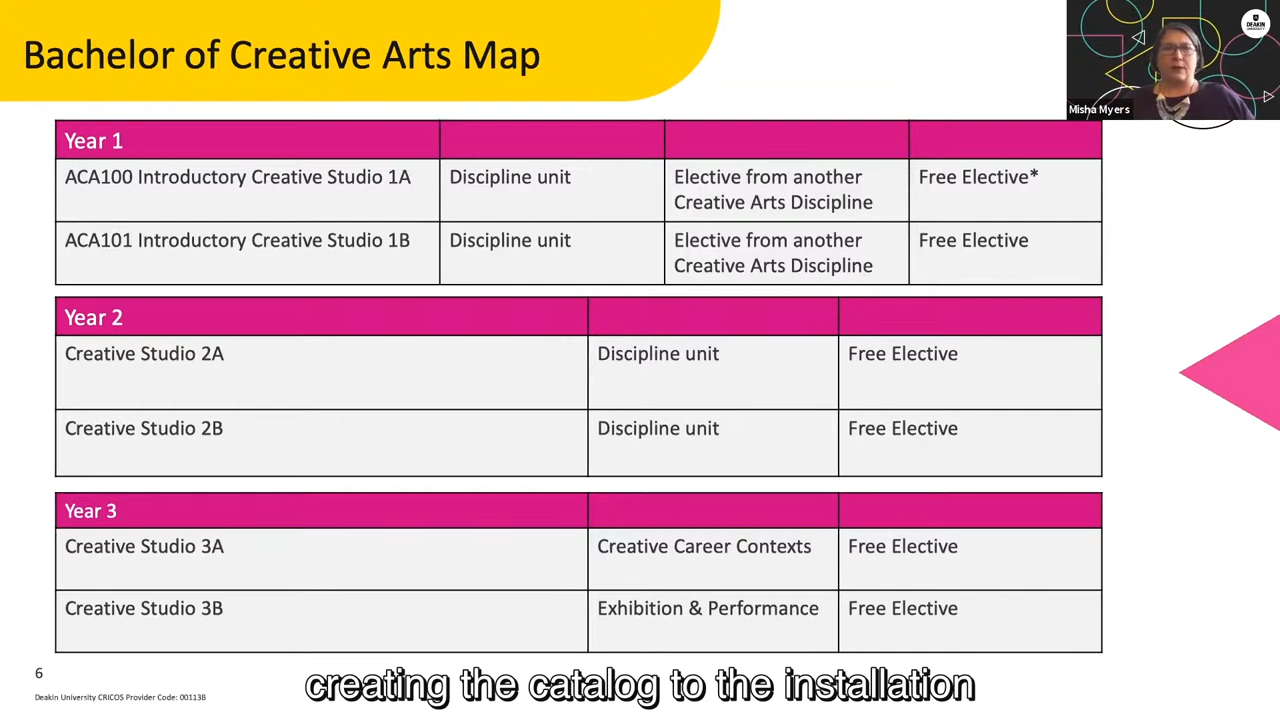 Bachelor of Creative Arts Map
DEAKIN
UNIVERSITY
Misha Myers
Year 1
ACA100 Introductory Creative Studio 1A
Discipline unit
Elective from another
Creative Arts Discipline
Free Elective*
ACA101 Introductory Creative Studio 1B
Discipline unit
Elective from another
Creative Arts Discipline
Free Elective
Year 2
Creative Studio 2A
Discipline unit
Free Elective
Creative Studio 2B
Discipline unit
Free Elective
Year 3
Creative Studio 3A
Creative Career Contexts
Free Elective
Creative Studio 3B
Exhibition & Performance
Free Elective
6
Deakin University CRICOS Provider Code: 00113B
creating the catalog to the installation